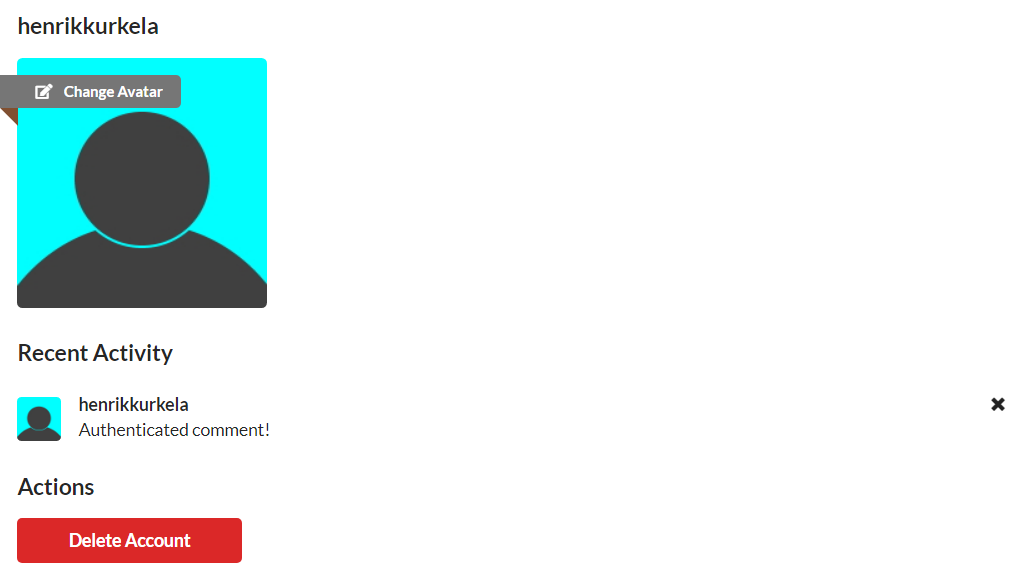 henrikkurkela
Change Avatar
Recent Activity
henrikkurkela
Authenticated comment!
Actions
Delete Account